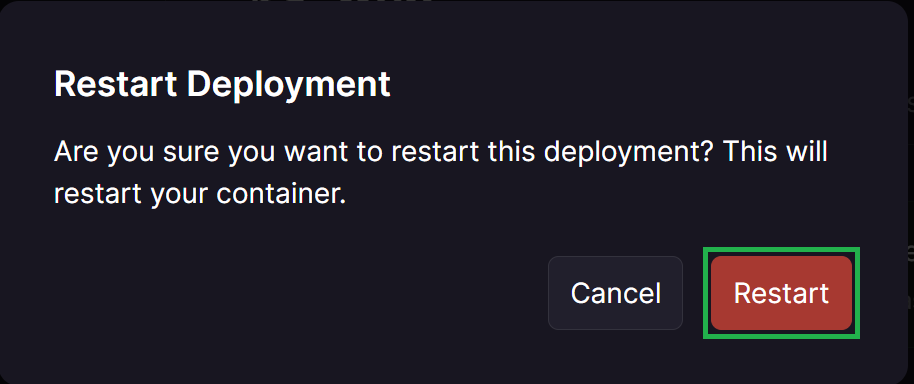 Restart Deployment
Are you sure you want to restart this deployment? This will
restart your container.
Cancel
Restart